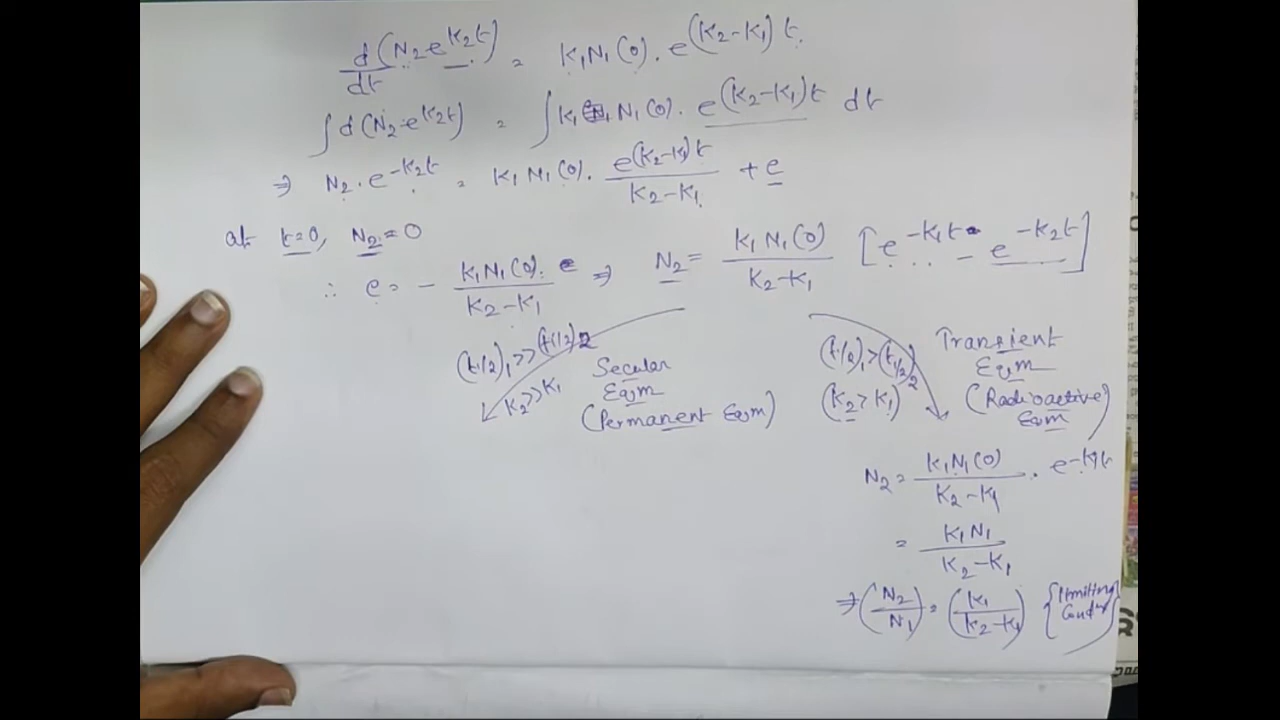 d/dt (N₂ e^{k₂t}) = k₁N₁(0). e^{(k₂-k₁)t}.
∫d(N₂.e^{k₂t}) = ∫k₁ N₁(0). e^{(k₂-k₁)t} dt
⇒ N₂.e^{-k₂t} = k₁N₁(0). e^{(k₂-k₁)t}/(k₂-k₁) + c
at t=0, N₂=0
∴ c = - k₁N₁(0)./(k₂-k₁) ⇒ N₂ = k₁N₁(0)/(k₂-k₁) [e^{-k₁t} - e^{-k₂t}]
(t1/2)₁>>(t1/2)₂
k₂>>k₁
Secular
Eqm
(Permanent Eqm)
(t1/2)₁>(t1/2)₂
(k₂>k₁)
Transient
Eqm
(Radioactive)
Eqm
N₂ = k₁N₁(0)/(k₂-k₁) . e^{-k₁t}
= k₁N₁/(k₂-k₁)
⇒ (N₂/N₁) = (k₁/(k₂-k₁)) {limiting